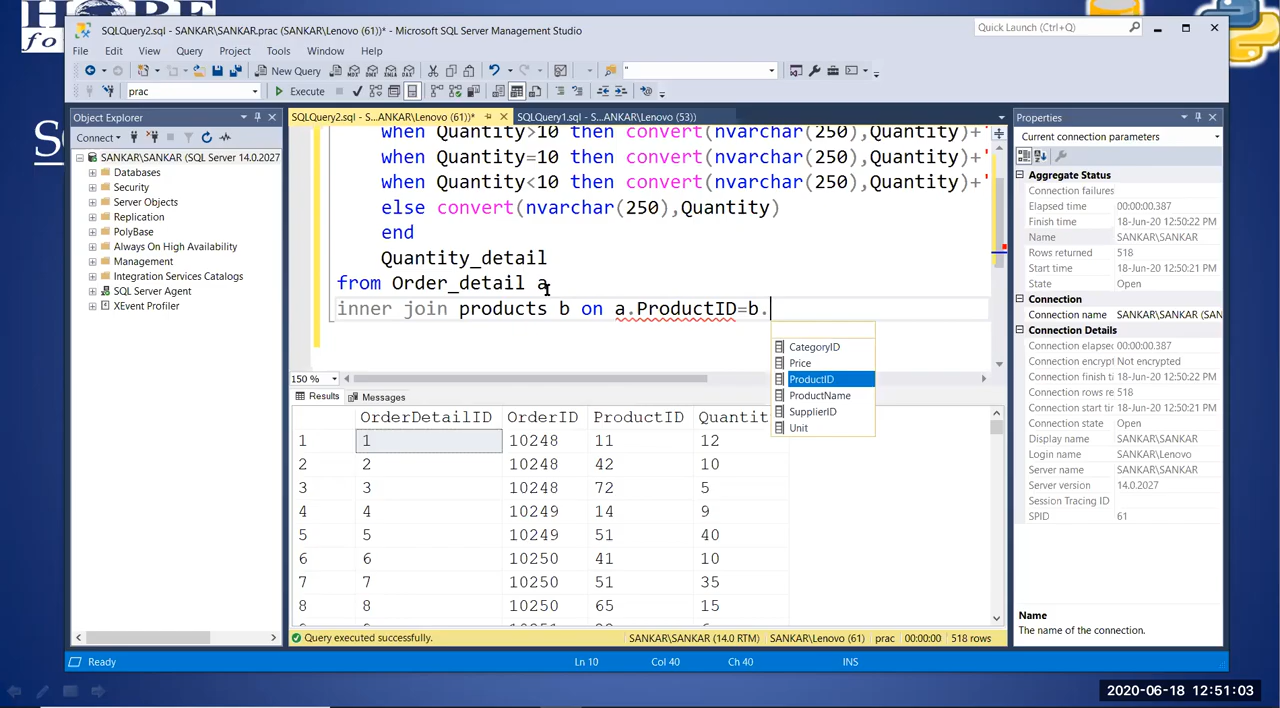 HOPE
fo
S
SQLQuery2.sql - SANKAR\SANKAR.prac (SANKAR\Lenovo (61))* - Microsoft SQL Server Management Studio
Quick Launch (Ctrl+Q)
File Edit View Query Project Tools Window Help
New Query
prac
Execute
Object Explorer
SQLQuery2.sql - S...ANKAR\Lenovo (61))*
SQLQuery1.sql - S...ANKAR\Lenovo (53))
Properties
Connect
SANKAR\SANKAR (SQL Server 14.0.2027
Databases
Security
Server Objects
Replication
PolyBase
Always On High Availability
Management
Integration Services Catalogs
SQL Server Agent
XEvent Profiler
when Quantity>10 then convert(nvarchar(250),Quantity)+'
when Quantity=10 then convert(nvarchar(250),Quantity)+'
when Quantity<10 then convert(nvarchar(250),Quantity)+'
else convert(nvarchar(250),Quantity)
end
Quantity_detail
from Order_detail a
inner join products b on a.ProductID=b.
CategoryID
Price
ProductID
ProductName
SupplierID
Unit
150 %
Results Messages
OrderDetailID OrderID ProductID Quantit
1 1 10248 11 12
2 2 10248 42 10
3 3 10248 72 5
4 4 10249 14 9
5 5 10249 51 40
6 6 10250 41 10
7 7 10250 51 35
8 8 10250 65 15
Query executed successfully.
SANKAR\SANKAR (14.0 RTM) SANKAR\Lenovo (61) prac 00:00:00 518 rows
Current connection parameters
Aggregate Status
Connection failures
Elapsed time 00:00:00.387
Finish time 18-Jun-20 12:50:22 PM
Name SANKAR\SANKAR
Rows returned 518
Start time 18-Jun-20 12:50:21 PM
State Open
Connection
Connection name SANKAR\SANKAR (SAN
Connection Details
Connection elapse 00:00:00.387
Connection encrypt Not encrypted
Connection finish ti 18-Jun-20 12:50:22 PM
Connection rows re 518
Connection start tir 18-Jun-20 12:50:21 PM
Connection state Open
Display name SANKAR\SANKAR
Login name SANKAR\Lenovo
Server name SANKAR\SANKAR
Server version 14.0.2027
Session Tracing ID
SPID 61
Name
The name of the connection.
Ready
Ln 10 Col 40 Ch 40 INS
2020-06-18 12:51:03